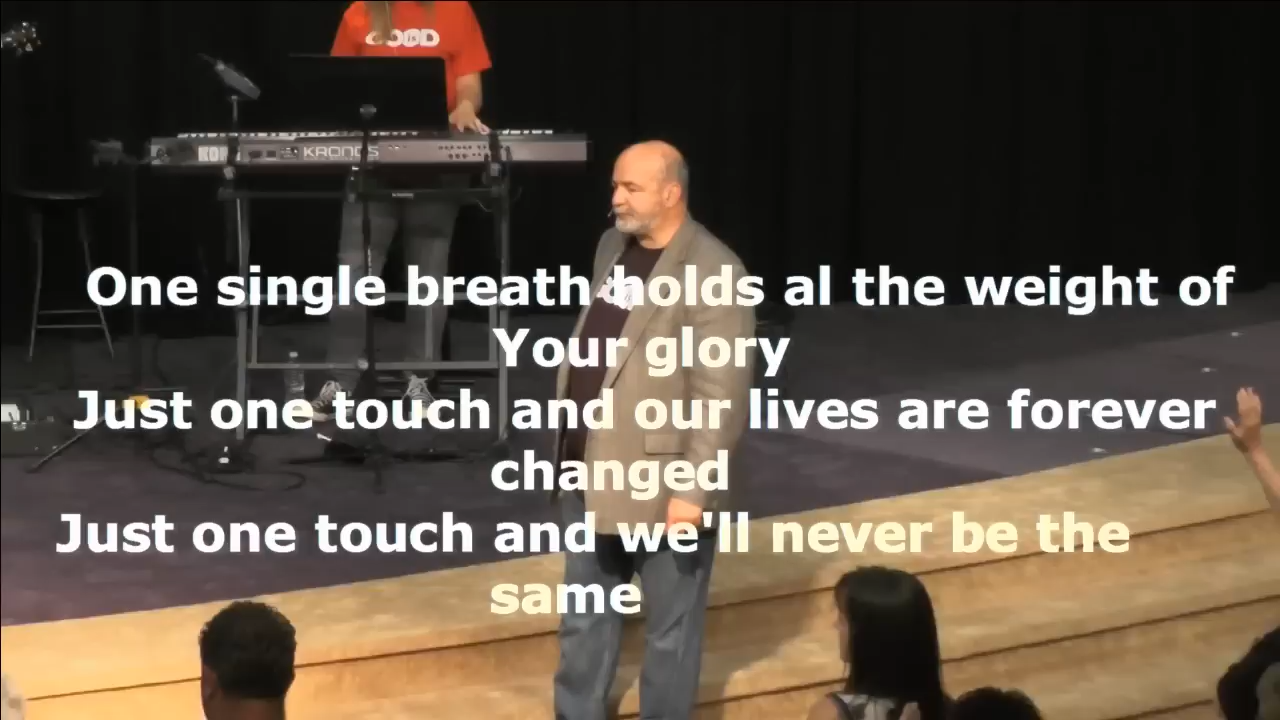 GOOD
KORG
KRONOS
One single breath holds al the weight of
Your glory
Just one touch and our lives are forever
changed
Just one touch and we'll never be the
same